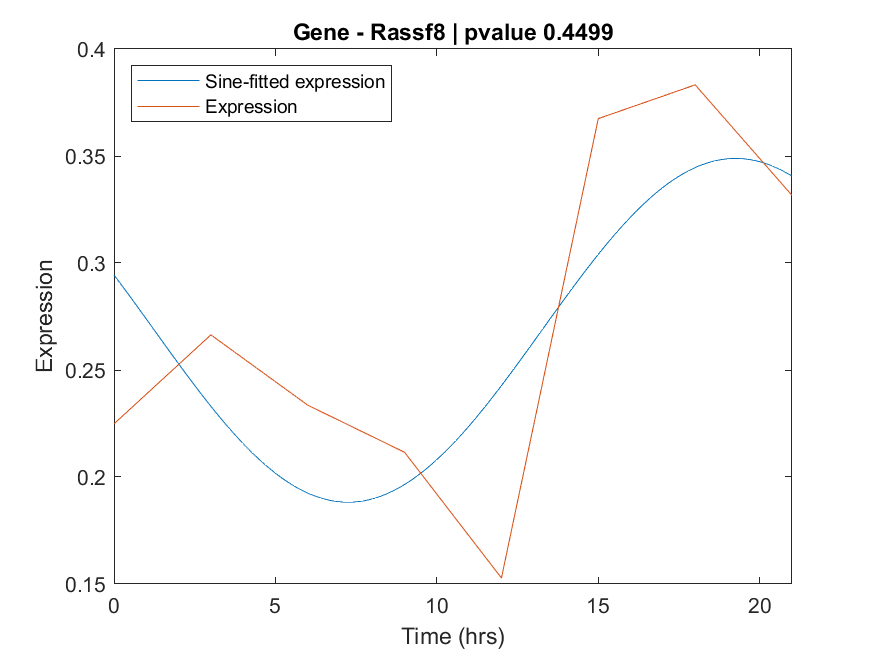 Gene - Rassf8 | pvalue 0.4499
Sine-fitted expression
Expression
0.4
0.35
0.3
0.25
0.2
0.15
Expression
0 5 10 15 20
Time (hrs)